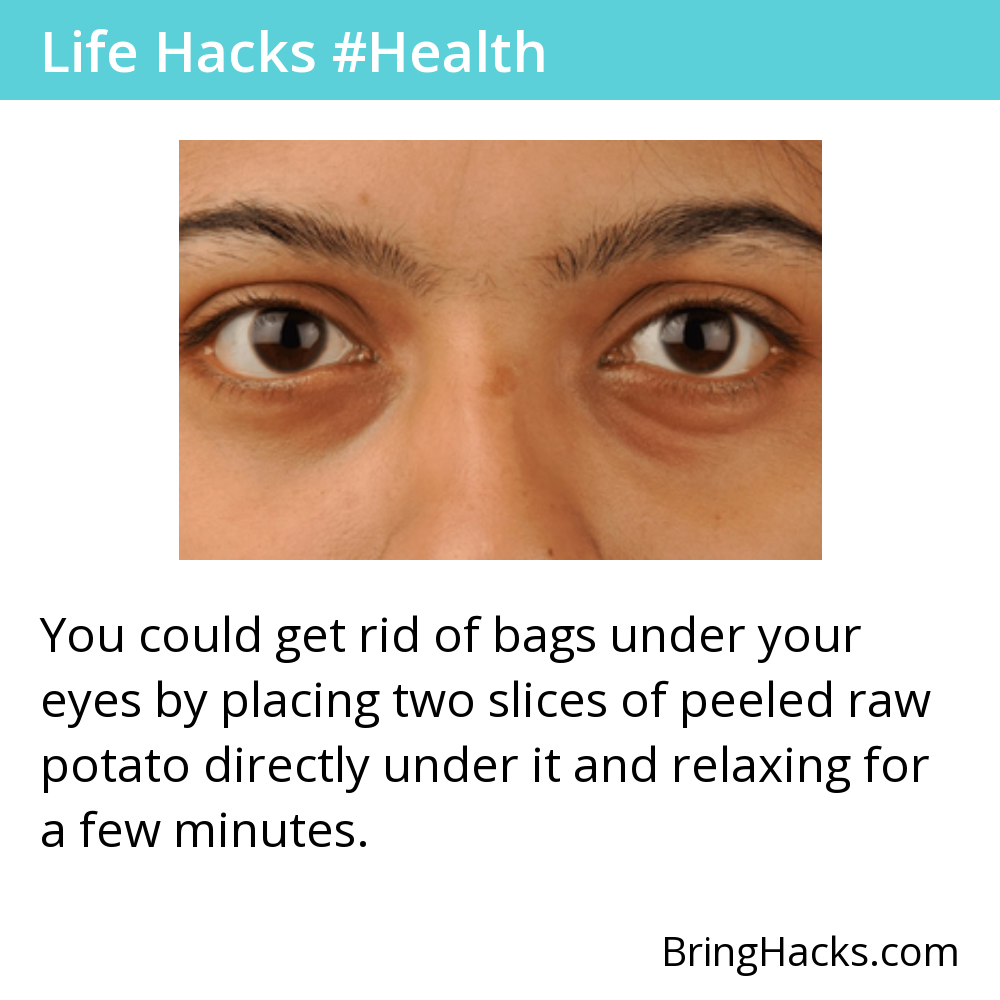 Life Hacks #Health
You could get rid of bags under your
eyes by placing two slices of peeled raw
potato directly under it and relaxing for
a few minutes.
BringHacks.com